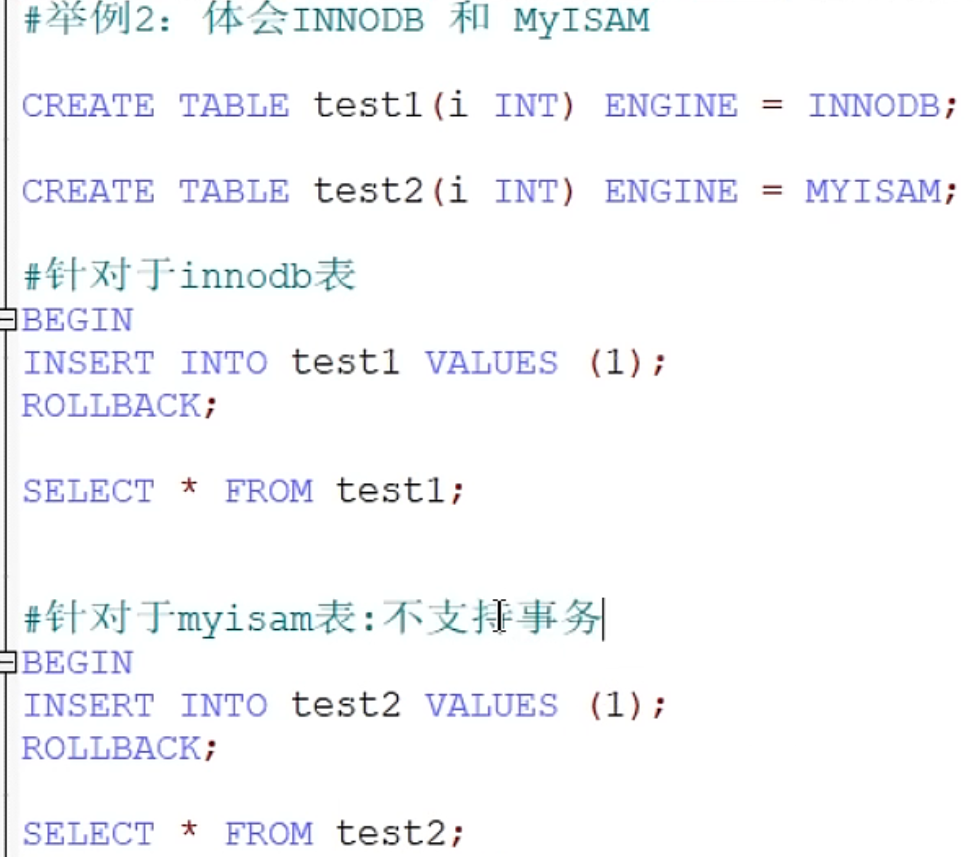 #举例2：体会INNODB 和 MyISAM
CREATE TABLE test1(i INT) ENGINE = INNODB;
CREATE TABLE test2(i INT) ENGINE = MYISAM;
#针对于innodb表
BEGIN
INSERT INTO test1 VALUES (1);
ROLLBACK;
SELECT * FROM test1;
#针对于myisam表:不支持事务
BEGIN
INSERT INTO test2 VALUES (1);
ROLLBACK;
SELECT * FROM test2;